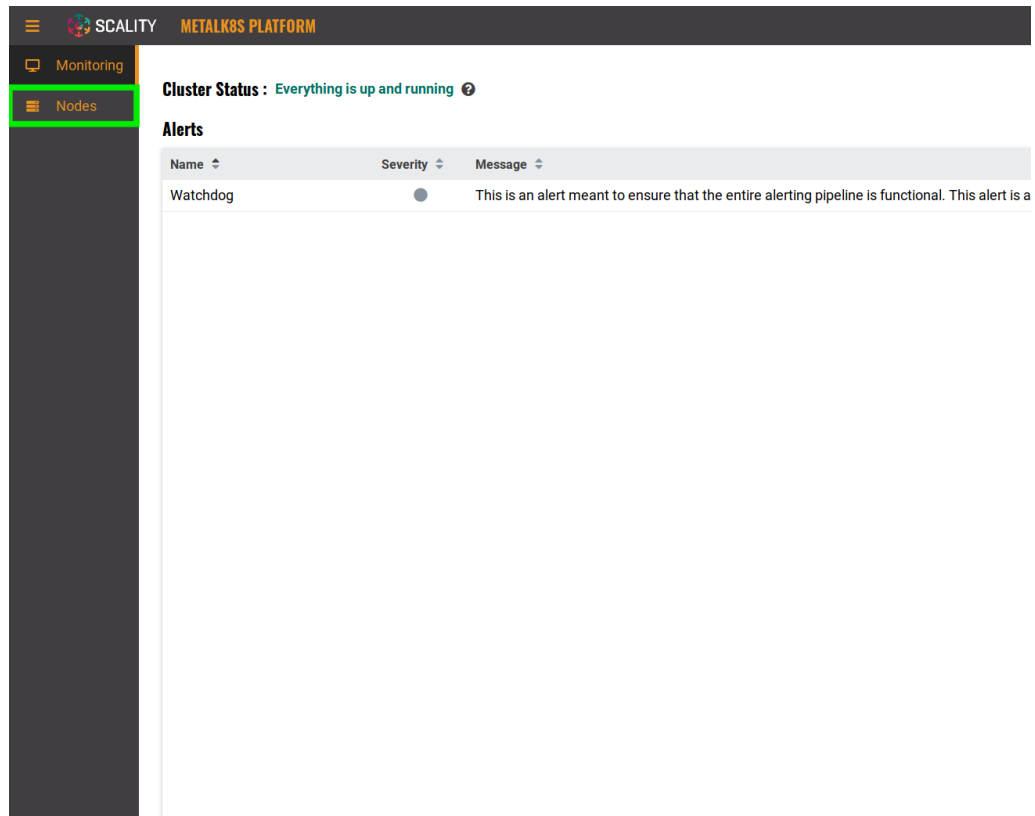 SCALITY METALK8S PLATFORM
Monitoring
Nodes
Cluster Status : Everything is up and running
Alerts
Name Severity Message
Watchdog This is an alert meant to ensure that the entire alerting pipeline is functional. This alert is a